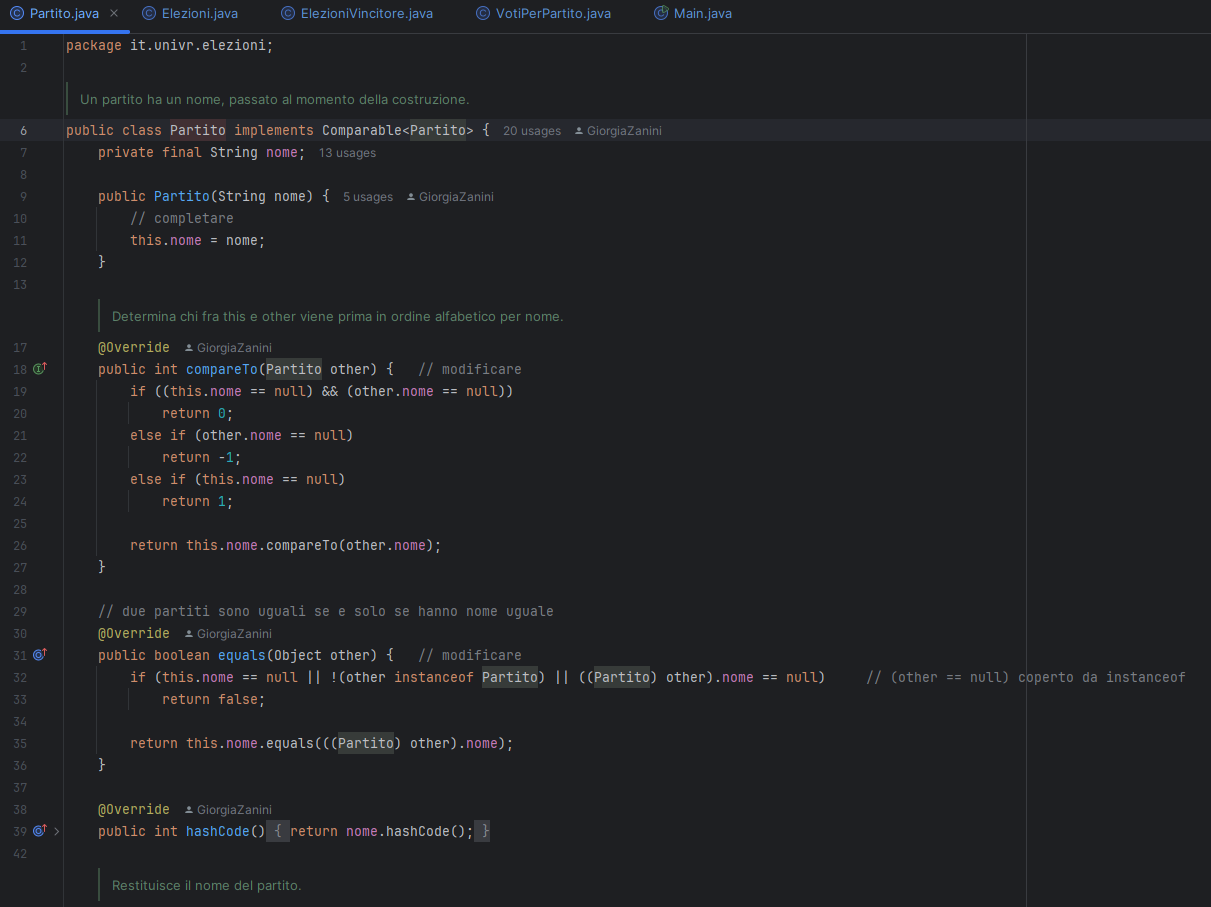 Partito.java Elezioni.java ElezioniVincitore.java VotiPerPartito.java Main.java
1 package it.univr.elezioni;
2
Un partito ha un nome, passato al momento della costruzione.
6 public class Partito implements Comparable<Partito> { 20 usages GiorgiaZanini
7 private final String nome; 13 usages
8
9 public Partito(String nome) { 5 usages GiorgiaZanini
10 // completare
11 this.nome = nome;
12 }
13
Determina chi fra this e other viene prima in ordine alfabetico per nome.
17 @Override GiorgiaZanini
18 public int compareTo(Partito other) { // modificare
19 if ((this.nome == null) && (other.nome == null))
20 return 0;
21 else if (other.nome == null)
22 return -1;
23 else if (this.nome == null)
24 return 1;
25
26 return this.nome.compareTo(other.nome);
27 }
28
29 // due partiti sono uguali se e solo se hanno nome uguale
30 @Override GiorgiaZanini
31 public boolean equals(Object other) { // modificare
32 if (this.nome == null || !(other instanceof Partito) || ((Partito) other).nome == null) // (other == null) coperto da instanceof
33 return false;
34
35 return this.nome.equals(((Partito) other).nome);
36 }
37
38 @Override GiorgiaZanini
39 public int hashCode() { return nome.hashCode(); }
42
Restituisce il nome del partito.